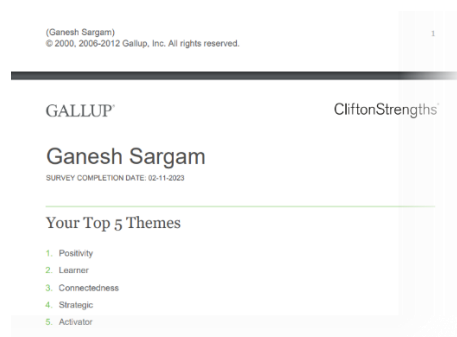 (Ganesh Sargam)
© 2000, 2006-2012 Gallup, Inc. All rights reserved.
1
GALLUP®
CliftonStrengths®
Ganesh Sargam
SURVEY COMPLETION DATE: 02-11-2023
Your Top 5 Themes
1. Positivity
2. Learner
3. Connectedness
4. Strategic
5. Activator